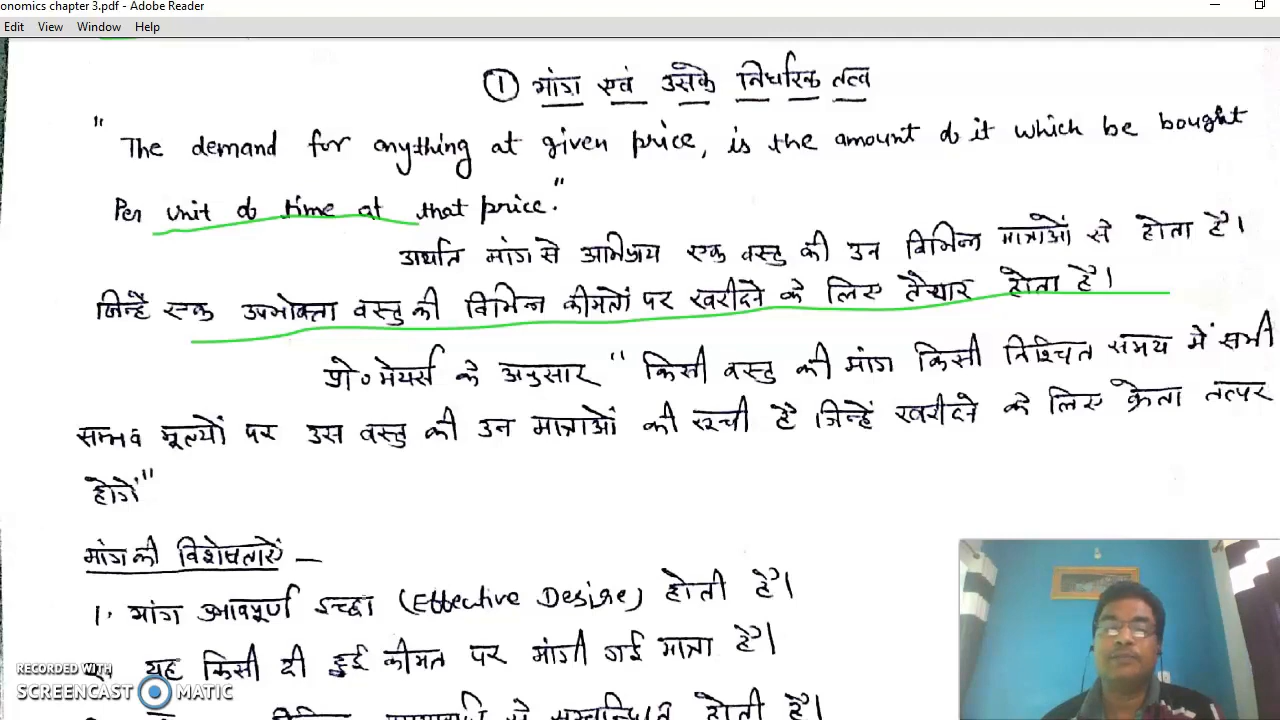 onomics chapter 3.pdf - Adobe Reader
Edit View Window Help
① मांग एवं उसके निर्धारक तत्व
" The demand for anything at given price, is the amount of it which be bought
Per unit of time at that price."
अर्थात मांग से अभिप्राय एक वस्तु की उन विभिन्न मात्राओं से होता है।
जिन्हें एक उपभोक्ता वस्तु की विभिन्न कीमतों पर खरीदने के लिए तैयार होता है।
प्रो० मेयर्स के अनुसार " किसी वस्तु की मांग किसी निश्चित समय में सभी
सम्भव मूल्यों पर उस वस्तु की उन मात्राओं की सूची है जिन्हें खरीदने के लिए क्रेता तत्पर
होगें"
मांग की विशेषताऐं —
1. मांग इच्छा (Effective Desire) होती है।
यह किसी दी हुई कीमत पर मांगी गई मात्रा है।
होती है।
RECORDED WITH
SCREENCAST MATIC